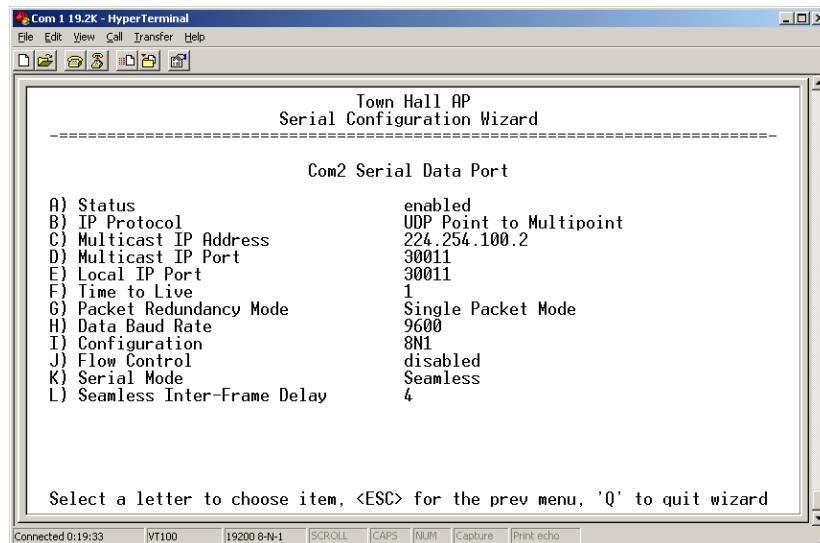 Com 1 19.2K - HyperTerminal
File Edit View Call Transfer Help
Town Hall AP
Serial Configuration Wizard
-==========================================================================-
Com2 Serial Data Port
A) Status enabled
B) IP Protocol UDP Point to Multipoint
C) Multicast IP Address 224.254.100.2
D) Multicast IP Port 30011
E) Local IP Port 30011
F) Time to Live 1
G) Packet Redundancy Mode Single Packet Mode
H) Data Baud Rate 9600
I) Configuration 8N1
J) Flow Control disabled
K) Serial Mode Seamless
L) Seamless Inter-Frame Delay 4
Select a letter to choose item, <ESC> for the prev menu, 'Q' to quit wizard
Connected 0:19:33 VT100 19200 8-N-1 SCROLL CAPS NUM Capture Print echo